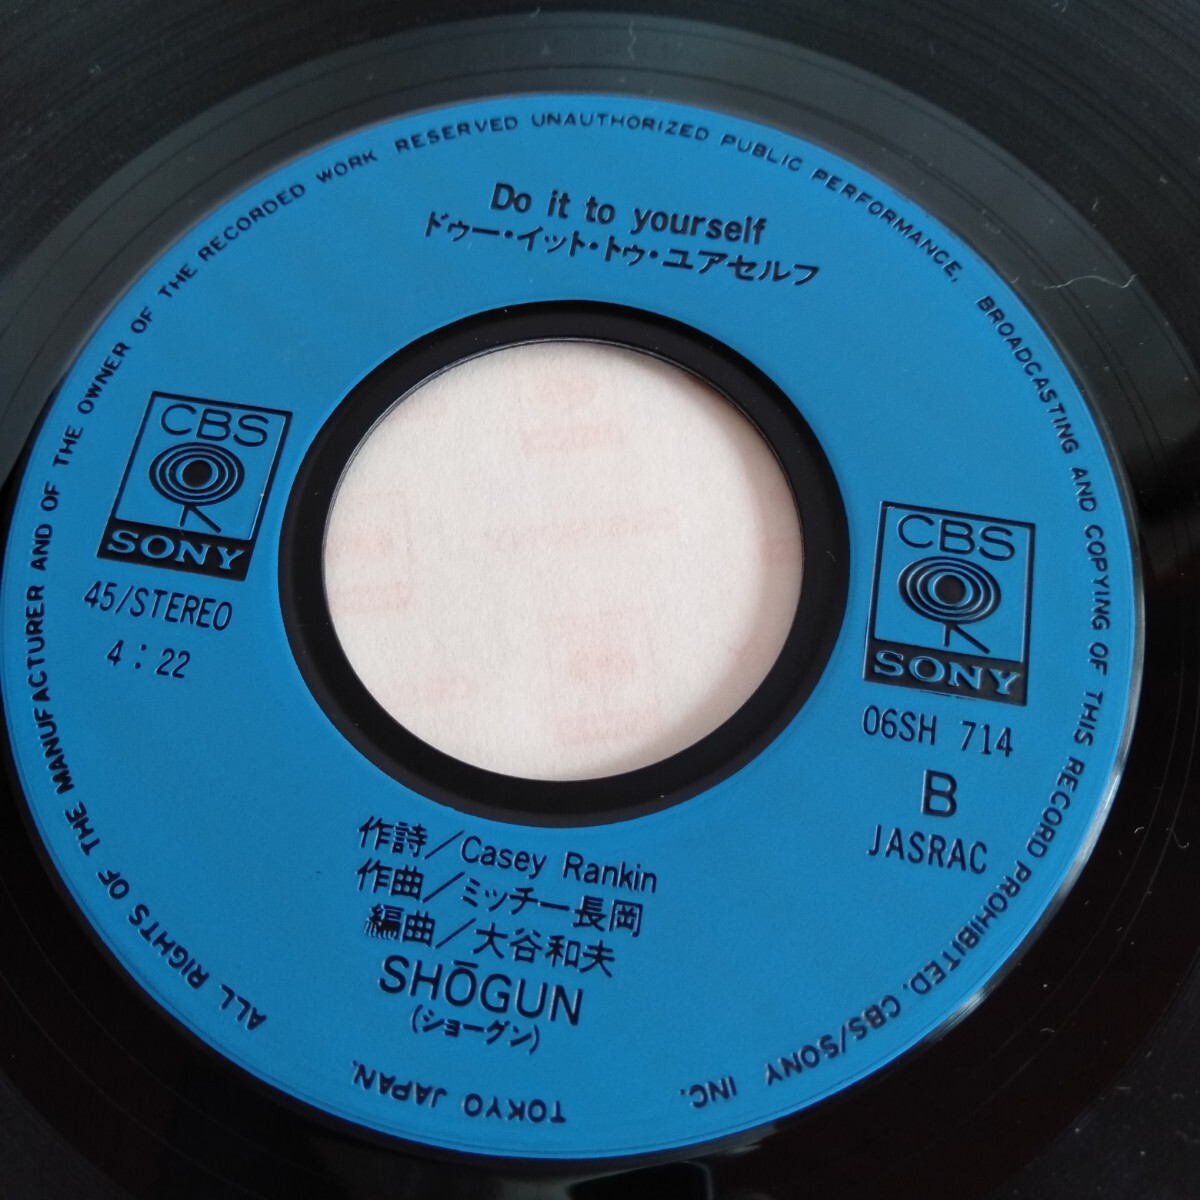 Do it to yourself
ドゥー・イット・トゥ・ユアセルフ
CBS
SONY
45/STEREO
4:22
CBS
SONY
06SH 714
B
JASRAC
作詩/Casey Rankin
作曲/ミッチー長岡
編曲/大谷和夫
SHŌGUN
(ショーグン)
ALL RIGHTS OF THE MANUFACTURER AND OF THE OWNER OF THE RECORDED WORK RESERVED UNAUTHORIZED PUBLIC PERFORMANCE, BROADCASTING AND COPYING OF THIS RECORD PROHIBITED. CBS/SONY INC. TOKYO JAPAN.